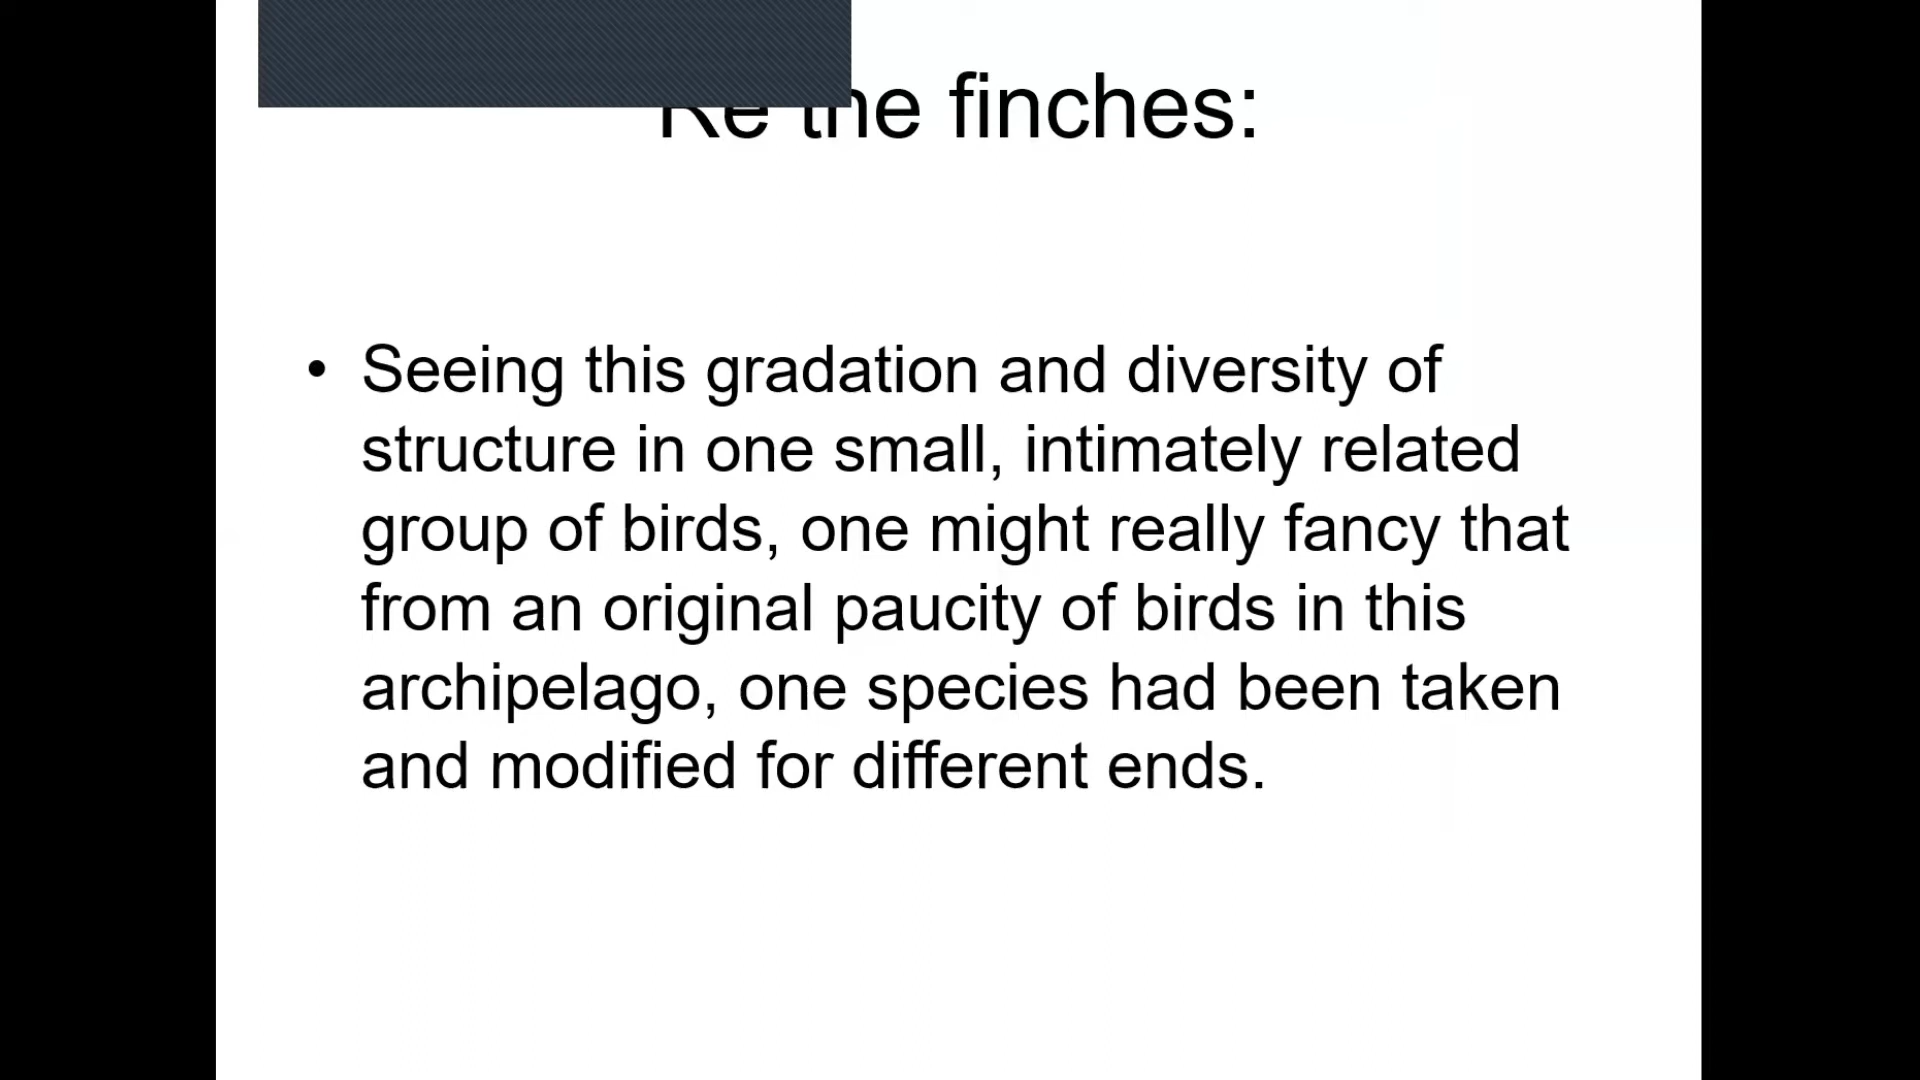 Re the finches:
• Seeing this gradation and diversity of
structure in one small, intimately related
group of birds, one might really fancy that
from an original paucity of birds in this
archipelago, one species had been taken
and modified for different ends.